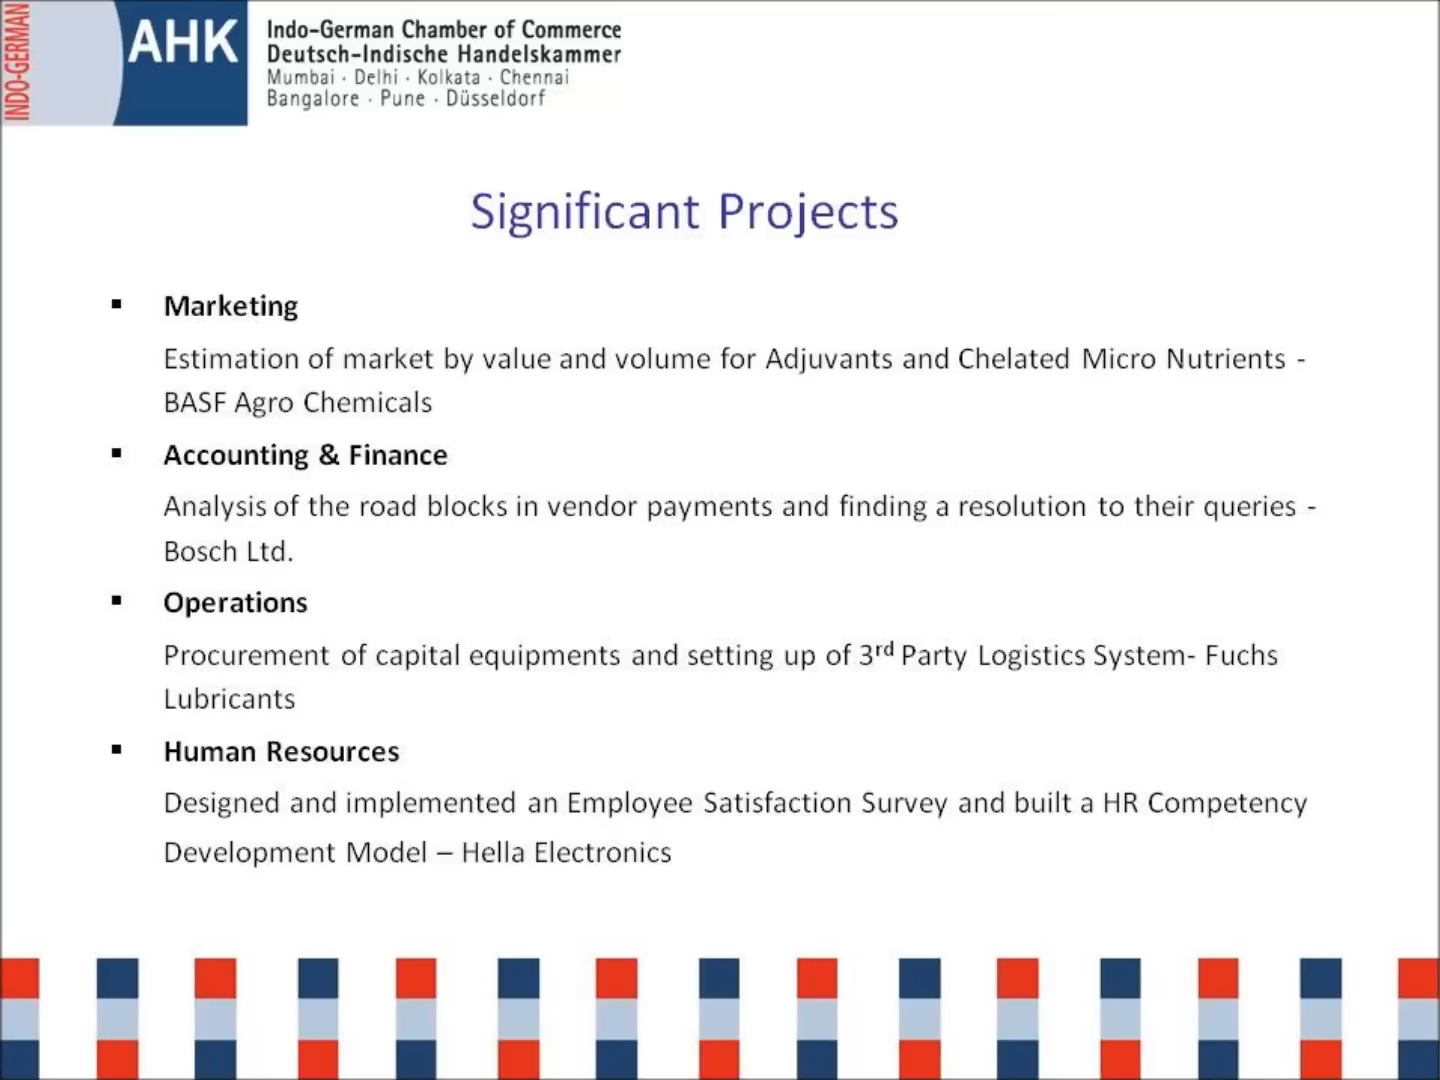 INDO-GERMAN
AHK
Indo-German Chamber of Commerce
Deutsch-Indische Handelskammer
Mumbai · Delhi · Kolkata · Chennai
Bangalore · Pune · Düsseldorf
Significant Projects
▪ Marketing
Estimation of market by value and volume for Adjuvants and Chelated Micro Nutrients -
BASF Agro Chemicals
▪ Accounting & Finance
Analysis of the road blocks in vendor payments and finding a resolution to their queries -
Bosch Ltd.
▪ Operations
Procurement of capital equipments and setting up of 3rd Party Logistics System- Fuchs
Lubricants
▪ Human Resources
Designed and implemented an Employee Satisfaction Survey and built a HR Competency
Development Model – Hella Electronics